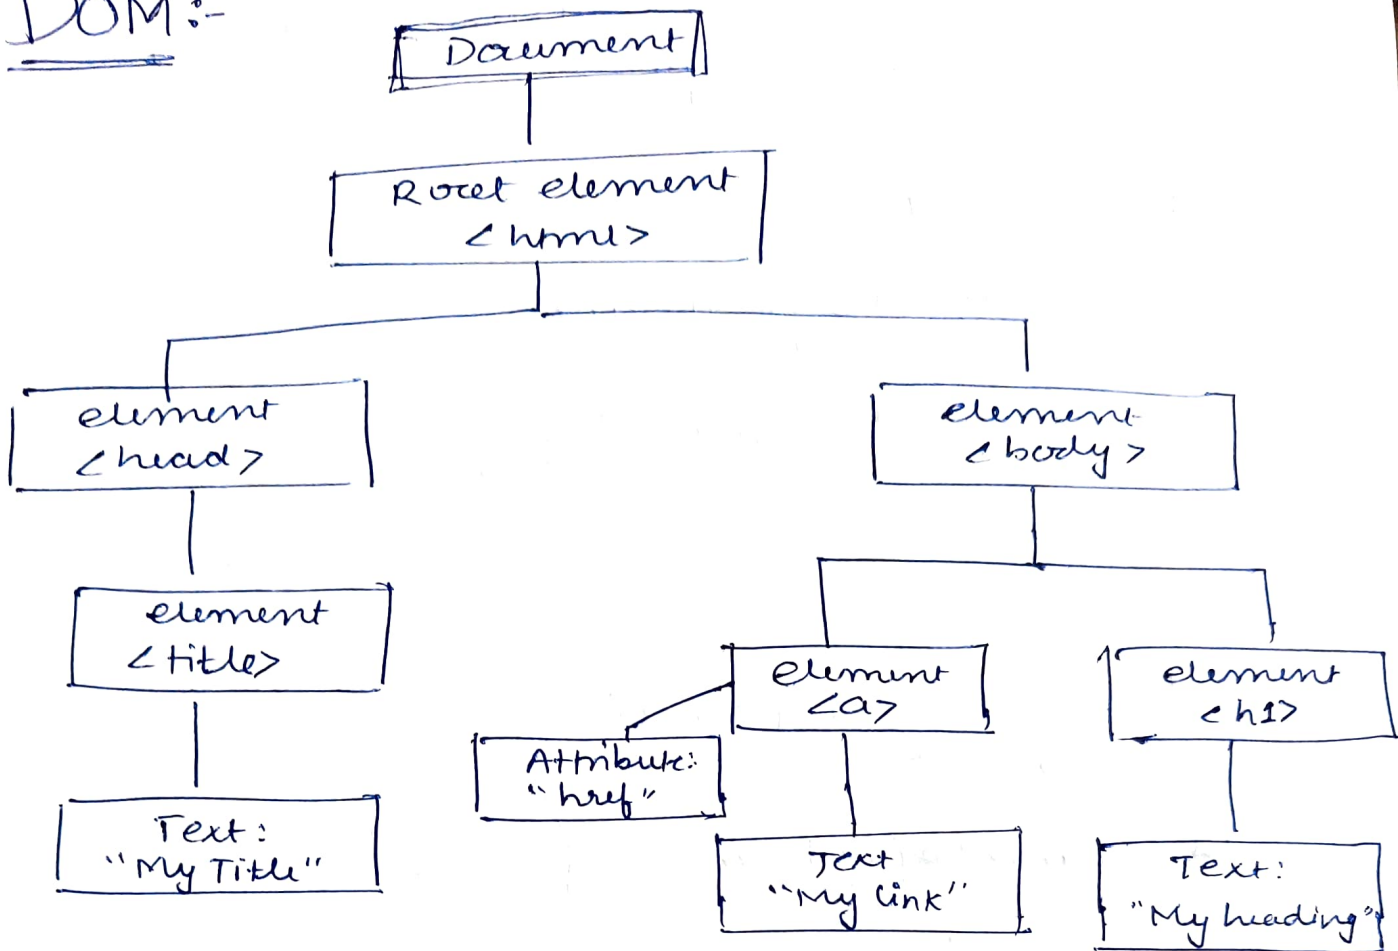 DOM :-
Document
Root element
<html>
element
<head>
element
<body>
element
<title>
element
<a>
element
<h1>
Attribute:
"href"
Text:
"My Title"
Text
"My link"
Text:
"My heading"